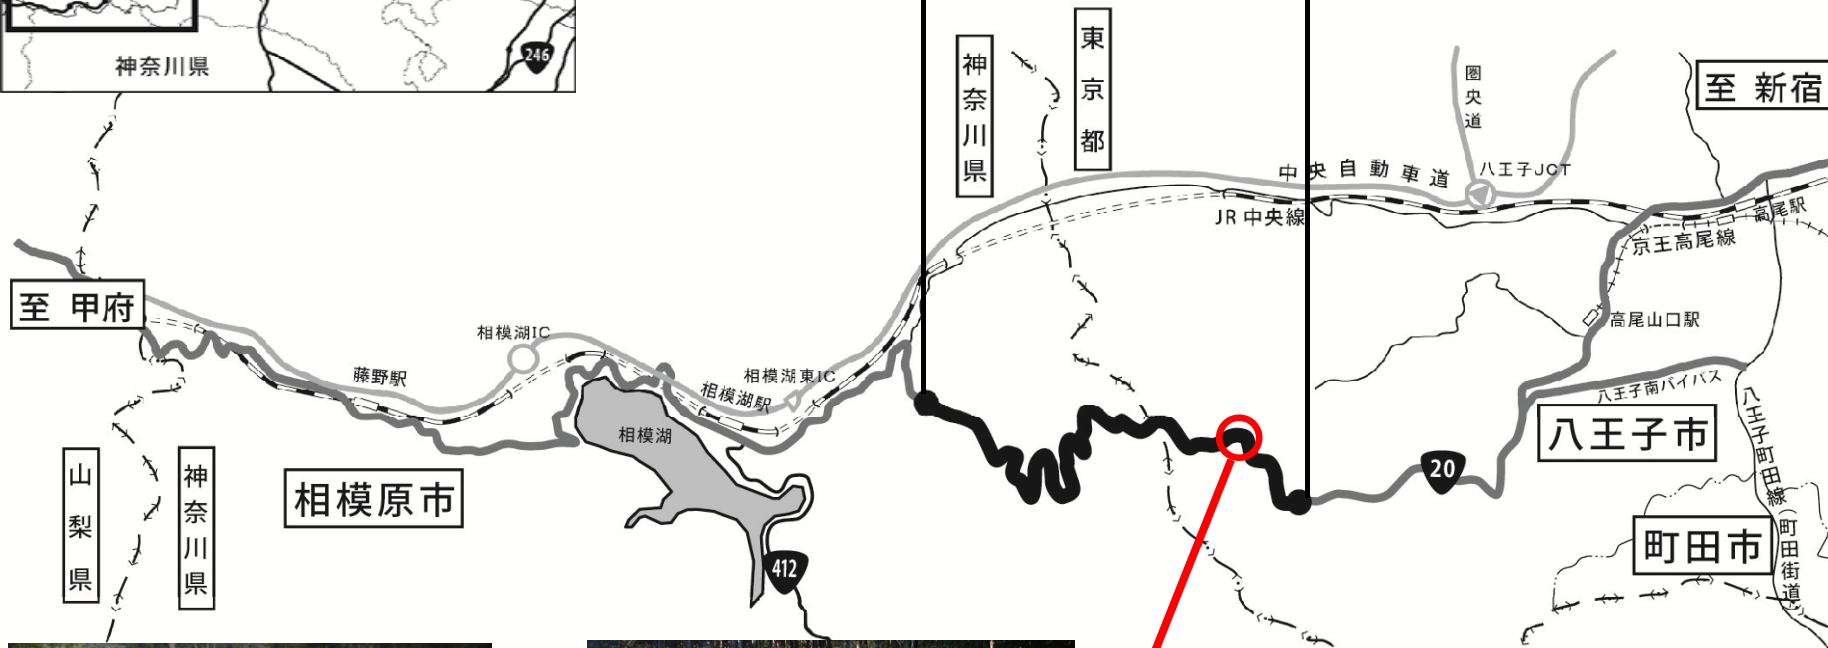 神奈川県
246
神奈川県
東京都
圏央道
至 新宿
中央自動車道
八王子JCT
JR中央線
高尾駅
京王高尾線
至 甲府
高尾山口駅
相模湖IC
藤野駅
相模湖東IC
相模湖駅
八王子南バイパス
相模湖
八王子市
八王子町田線(町田街道)
山梨県
神奈川県
相模原市
20
町田市
412